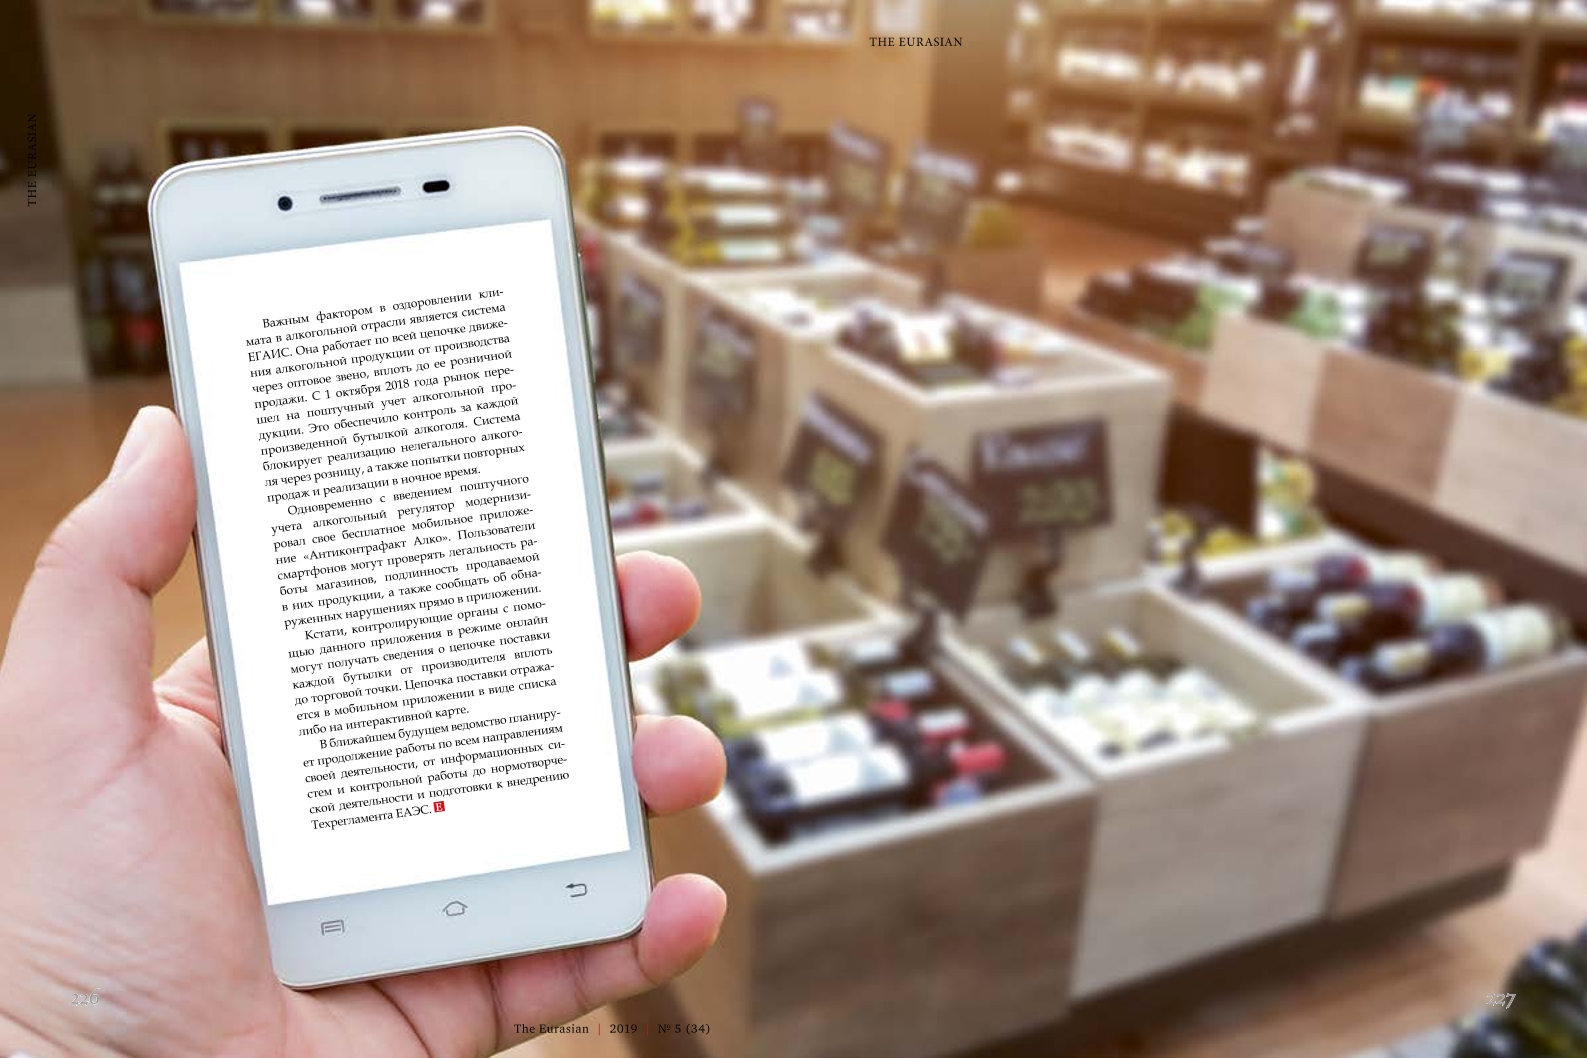 THE EURASIAN
THE EURASIAN
Важным фактором в оздоровлении кли-
мата в алкогольной отрасли является система
ЕГАИС. Она работает по всей цепочке движе-
ния алкогольной продукции от производства
через оптовое звено, вплоть до ее розничной
продажи. С 1 октября 2018 года рынок пере-
шел на поштучный учет алкогольной про-
дукции. Это обеспечило контроль за каждой
произведенной бутылкой алкоголя. Система
блокирует реализацию нелегального алкого-
ля через розницу, а также попытки повторных
продаж и реализации в ночное время.
Одновременно с введением поштучного
учета алкогольный регулятор модернизи-
ровал свое бесплатное мобильное приложе-
ние «Антиконтрафакт Алко». Пользователи
смартфонов могут проверять легальность ра-
боты магазинов, подлинность продаваемой
в них продукции, а также сообщать об обна-
руженных нарушениях прямо в приложении.
Кстати, контролирующие органы с помо-
щью данного приложения в режиме онлайн
могут получать сведения о цепочке поставки
каждой бутылки от производителя вплоть
до торговой точки. Цепочка поставки отража-
ется в мобильном приложении в виде списка
либо на интерактивной карте.
В ближайшем будущем ведомство планиру-
ет продолжение работы по всем направлениям
своей деятельности, от информационных си-
стем и контрольной работы до нормотворче-
ской деятельности и подготовки к внедрению
Техрегламента ЕАЭС. E
226
227
The Eurasian | 2019 | № 5 (34)